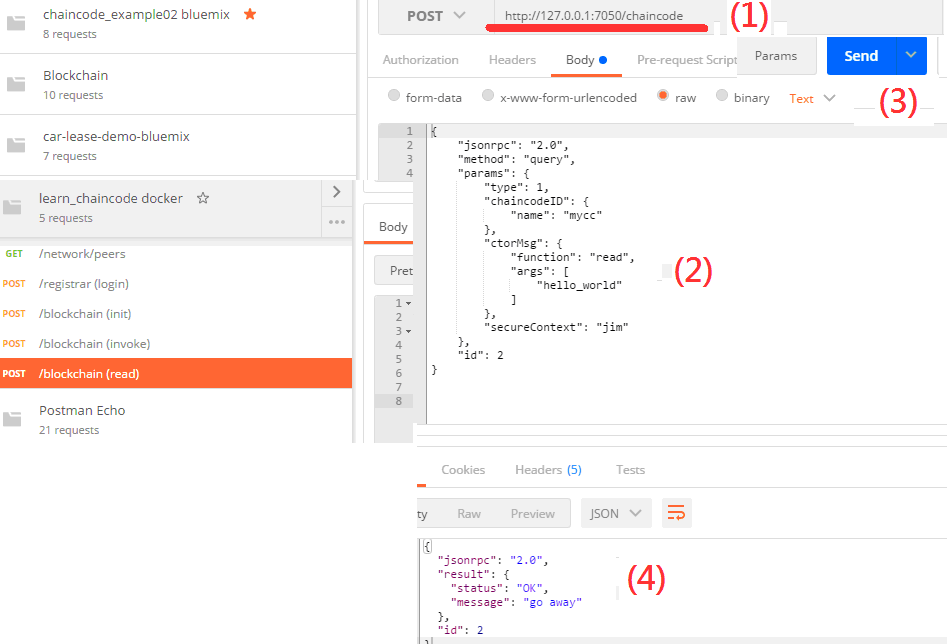 chaincode_example02 bluemix
8 requests
Blockchain
10 requests
car-lease-demo-bluemix
7 requests
learn_chaincode docker
5 requests
GET /network/peers
POST /registrar (login)
POST /blockchain (init)
POST /blockchain (invoke)
POST /blockchain (read)
Postman Echo
21 requests
POST http://127.0.0.1:7050/chaincode (1)
Authorization Headers Body Pre-request Script Params Send
form-data x-www-form-urlencoded raw binary Text (3)
1 {
2 "jsonrpc": "2.0",
3 "method": "query",
4 "params": {
"type": 1,
"chaincodeID": {
"name": "mycc"
},
"ctorMsg": {
"function": "read",
"args": [
"hello_world"
]
},
"secureContext": "jim"
},
"id": 2
}
(2)
Body
Pret
1
2
3
4
5
6
7
8
Cookies Headers (5) Tests
ty Raw Preview JSON
{
"jsonrpc": "2.0",
"result": {
"status": "OK",
"message": "go away"
},
"id": 2
}
(4)